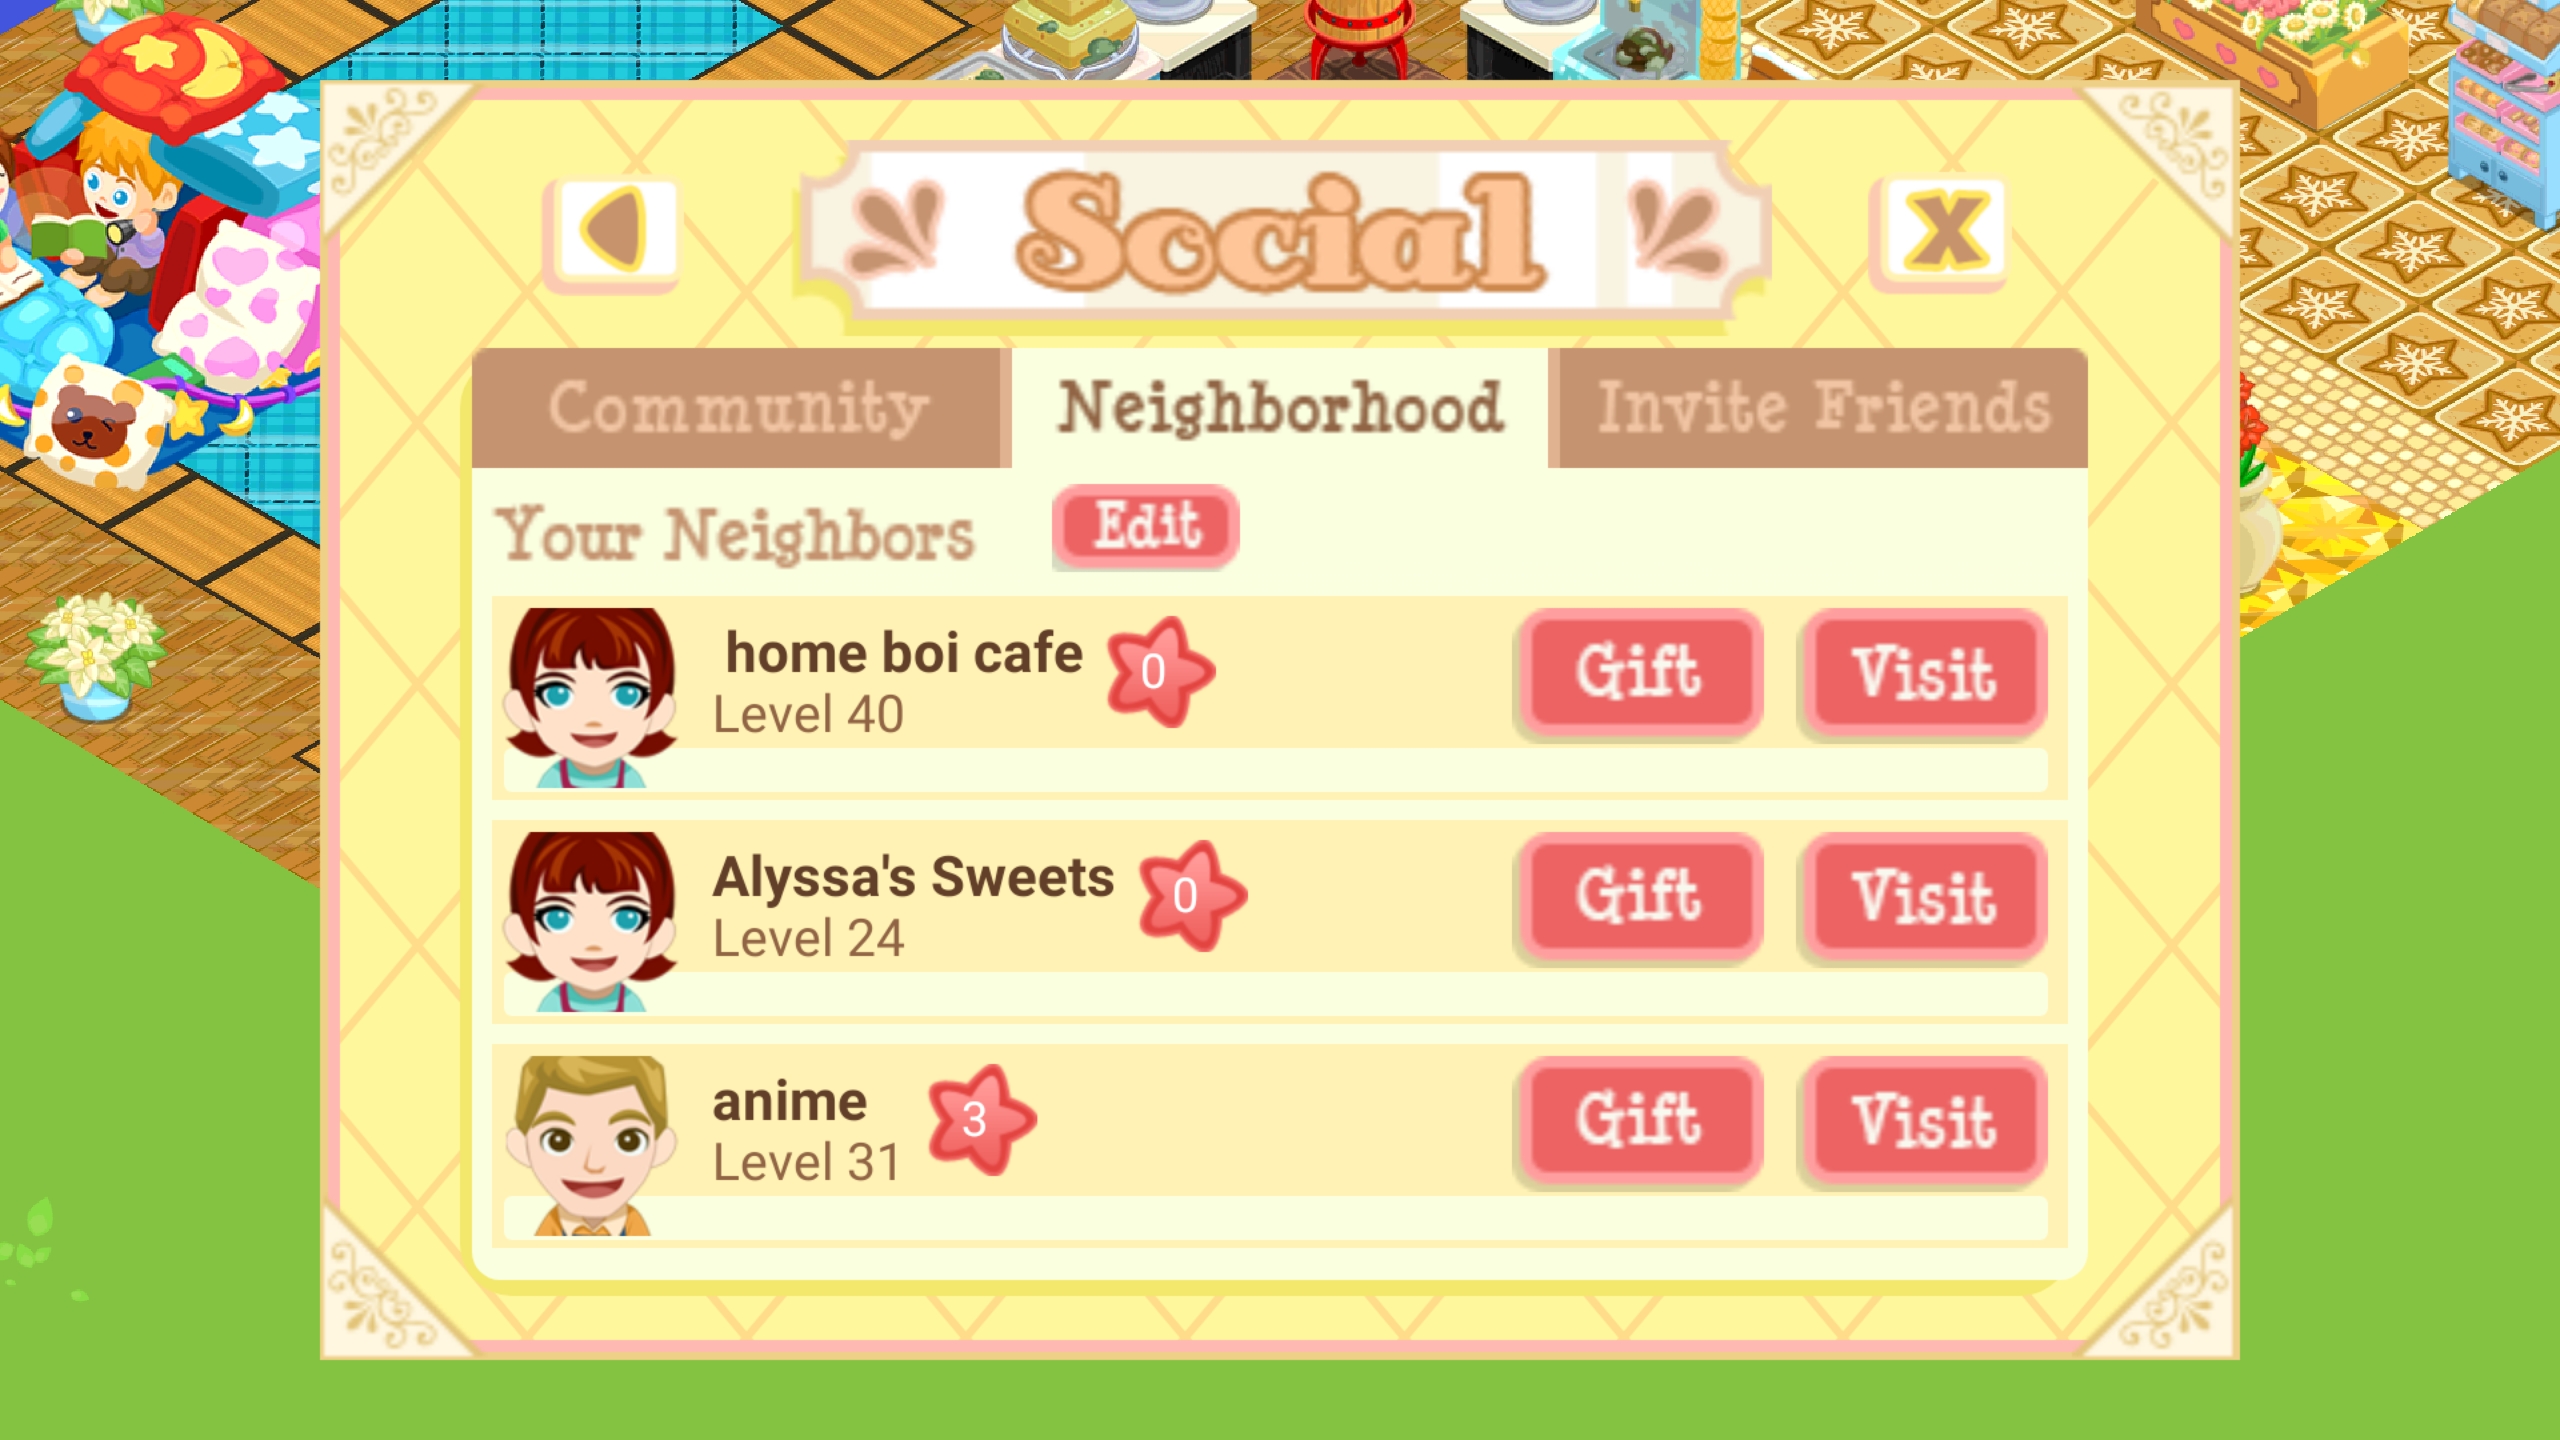 Social
Community Neighborhood Invite Friends
Your Neighbors Edit
home boi cafe 0 Gift Visit
Level 40
Alyssa's Sweets 0 Gift Visit
Level 24
anime 3 Gift Visit
Level 31